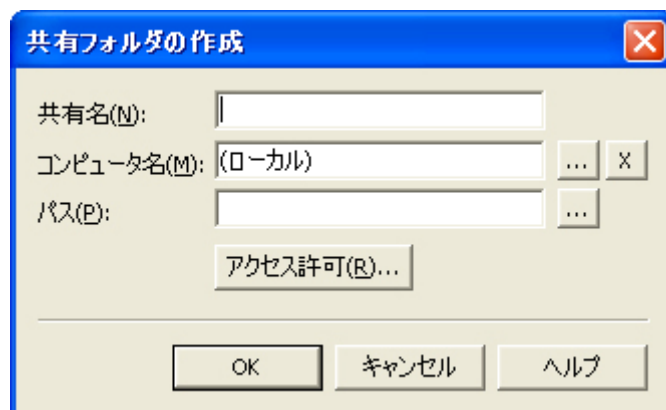 共有フォルダの作成
共有名(N):
コンピュータ名(M): (ローカル) ... X
パス(P): ...
アクセス許可(R)...
OK キャンセル ヘルプ